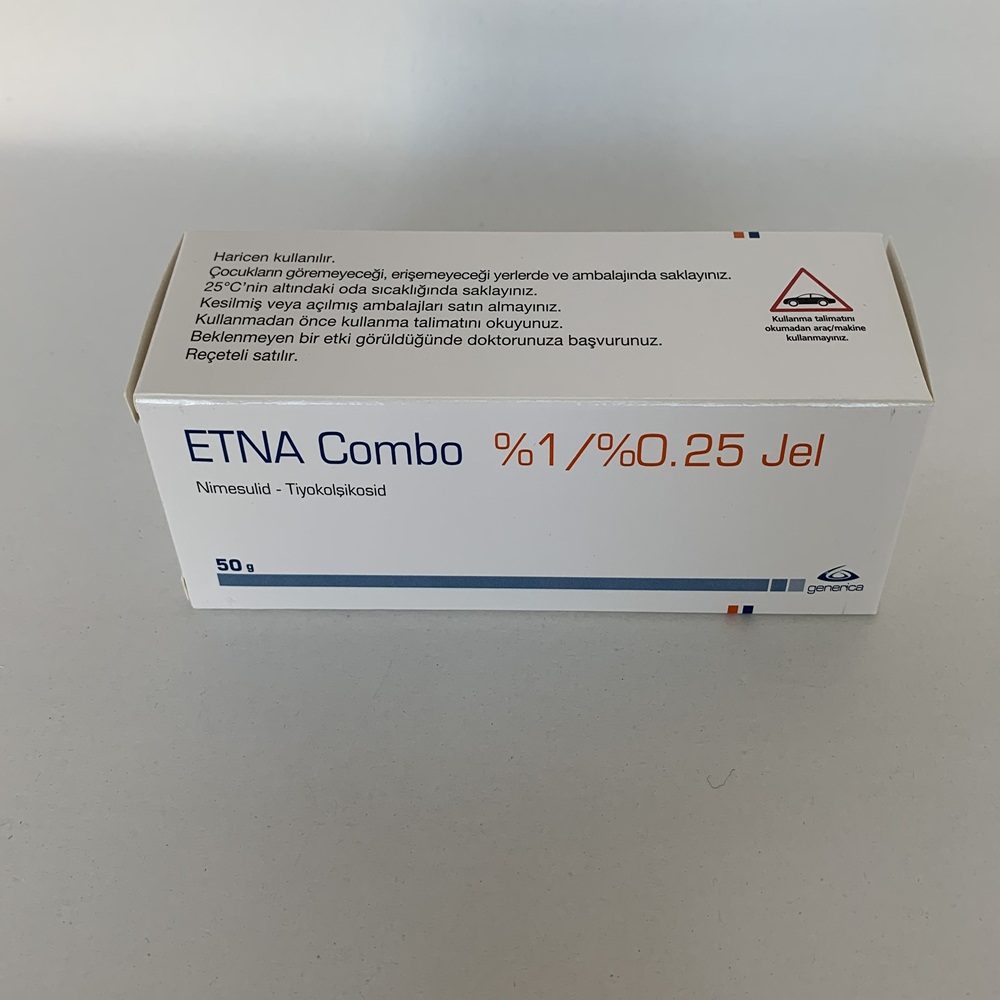 Haricen kullanılır.
Çocukların göremeyeceği, erişemeyeceği yerlerde ve ambalajında saklayınız.
25°C'nin altındaki oda sıcaklığında saklayınız.
Kesilmiş veya açılmış ambalajları satın almayınız.
Kullanmadan önce kullanma talimatını okuyunuz.
Beklenmeyen bir etki görüldüğünde doktorunuza başvurunuz.
Reçeteli satılır.
Kullanma talimatını
okumadan araç/makine
kullanmayınız.
ETNA Combo %1/%0.25 Jel
Nimesulid - Tiyokolşikosid
50 g
generica